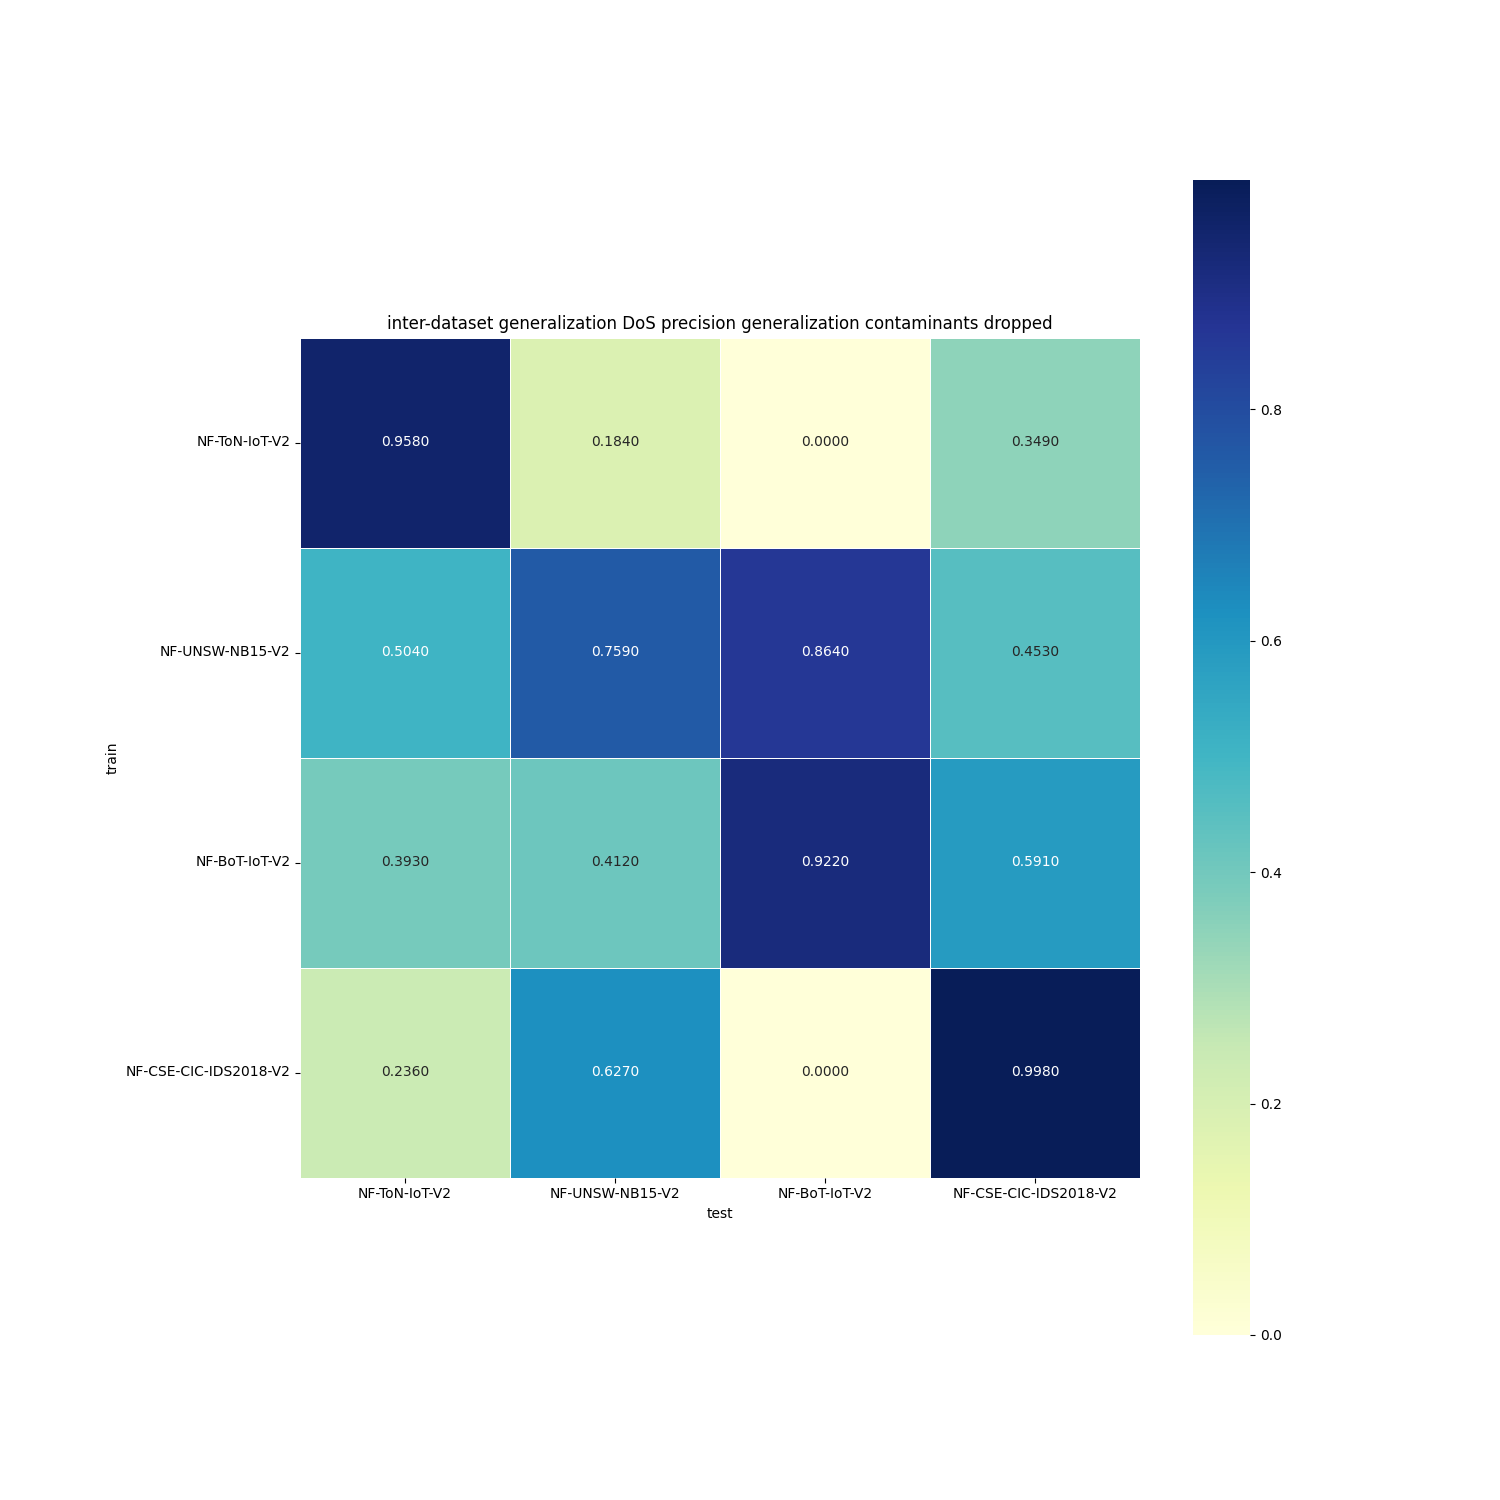 inter-dataset generalization DoS precision generalization contaminants dropped
train
NF-ToN-IoT-V2
0.9580 0.1840 0.0000 0.3490
NF-UNSW-NB15-V2
0.5040 0.7590 0.8640 0.4530
NF-BoT-IoT-V2
0.3930 0.4120 0.9220 0.5910
NF-CSE-CIC-IDS2018-V2
0.2360 0.6270 0.0000 0.9980
NF-ToN-IoT-V2 NF-UNSW-NB15-V2 NF-BoT-IoT-V2 NF-CSE-CIC-IDS2018-V2
test
0.8
0.6
0.4
0.2
0.0